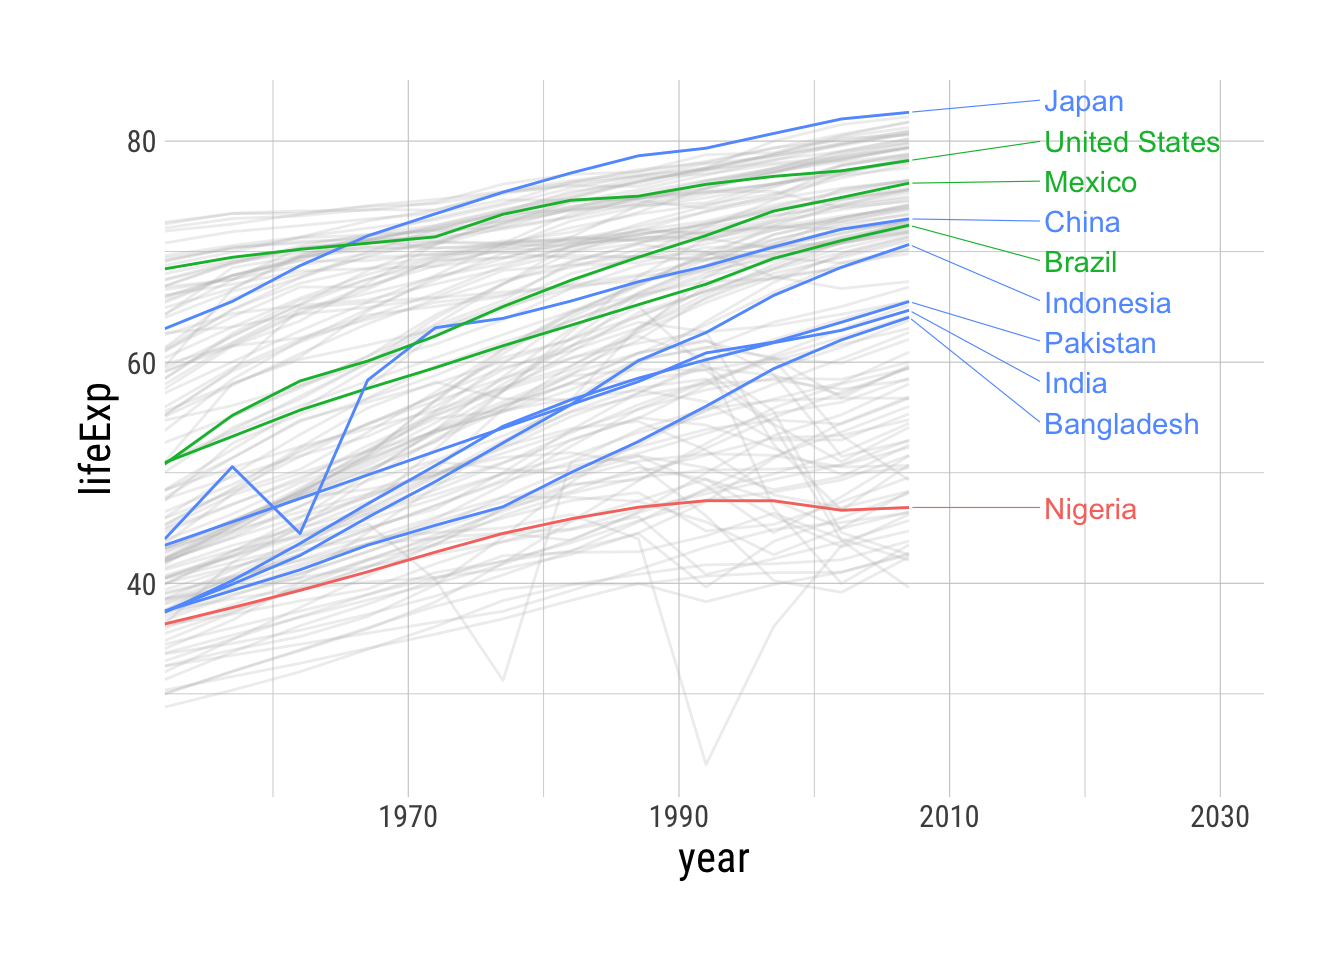 Japan
80
United States
Mexico
China
Brazil
Indonesia
Pakistan
60
India
Bangladesh
lifeExp
Nigeria
40
1970
1990
2010
2030
year